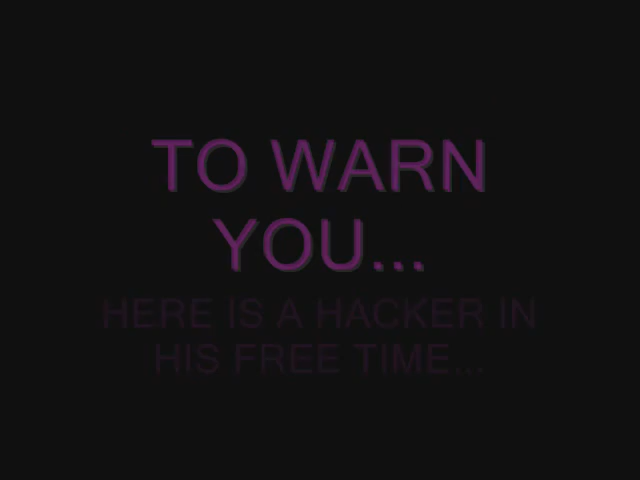 TO WARN
YOU...
HERE IS A HACKER IN
HIS FREE TIME...